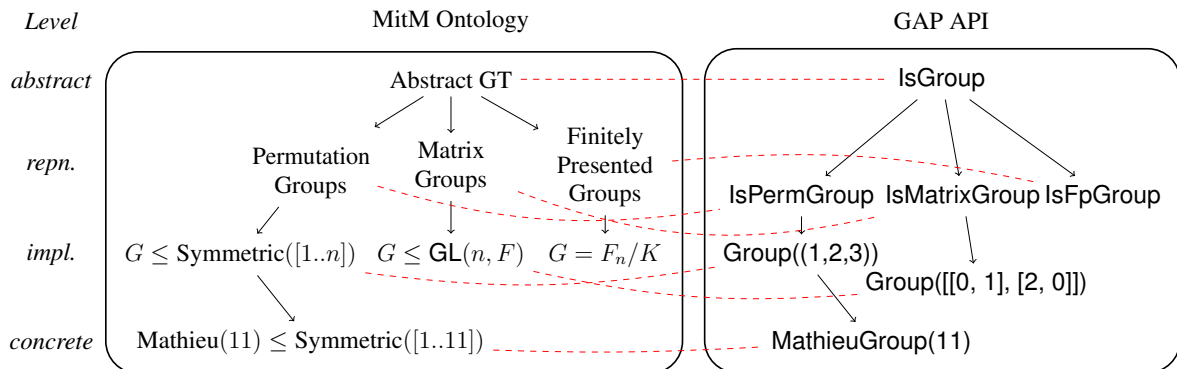 Level MitM Ontology GAP API
abstract Abstract GT IsGroup
repn. Permutation Groups Matrix Groups Finitely Presented Groups
IsPermGroup IsMatrixGroup IsFpGroup
impl. G ≤ Symmetric([1..n]) G ≤ GL(n, F) G = Fₙ/K Group((1,2,3))
Group([[0, 1], [2, 0]])
concrete Mathieu(11) ≤ Symmetric([1..11]) MathieuGroup(11)